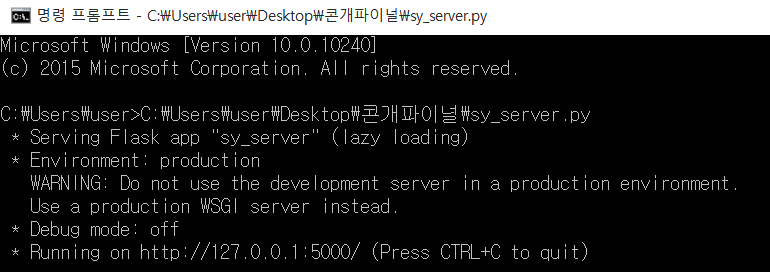 명령 프롬프트 - C:₩Users₩user₩Desktop₩콘개파이널₩sy_server.py
Microsoft Windows [Version 10.0.10240]
(c) 2015 Microsoft Corporation. All rights reserved.
C:₩Users₩user>C:₩Users₩user₩Desktop₩콘개파이널₩sy_server.py
* Serving Flask app "sy_server" (lazy loading)
* Environment: production
WARNING: Do not use the development server in a production environment.
Use a production WSGI server instead.
* Debug mode: off
* Running on http://127.0.0.1:5000/ (Press CTRL+C to quit)